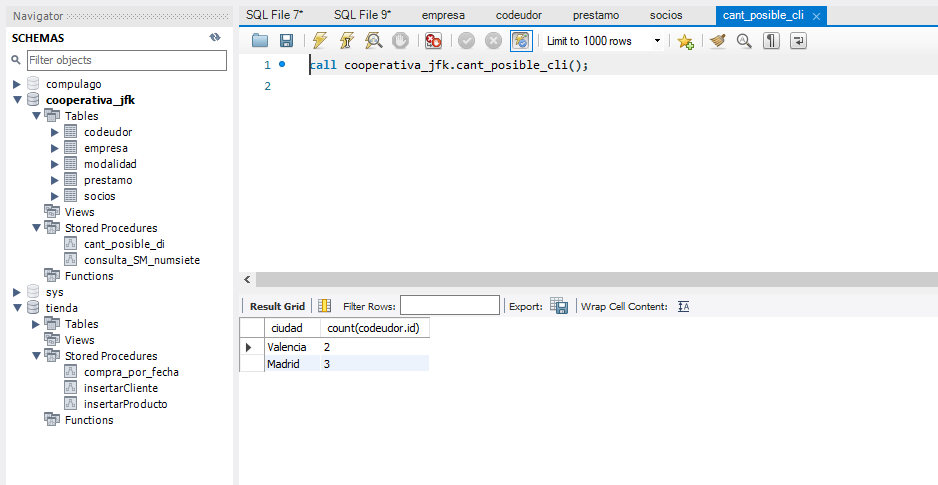 Navigator
SCHEMAS
Filter objects
compulago
cooperativa_jfk
Tables
codeudor
empresa
modalidad
prestamo
socios
Views
Stored Procedures
cant_posible_cli
consulta_SM_numsiete
Functions
sys
tienda
Tables
Views
Stored Procedures
compra_por_fecha
insertarCliente
insertarProducto
Functions
SQL File 7* SQL File 9* empresa codeudor prestamo socios cant_posible_cli
Limit to 1000 rows
1 call cooperativa_jfk.cant_posible_cli();
2
Result Grid Filter Rows: Export: Wrap Cell Content:
ciudad count(codeudor.id)
Valencia 2
Madrid 3